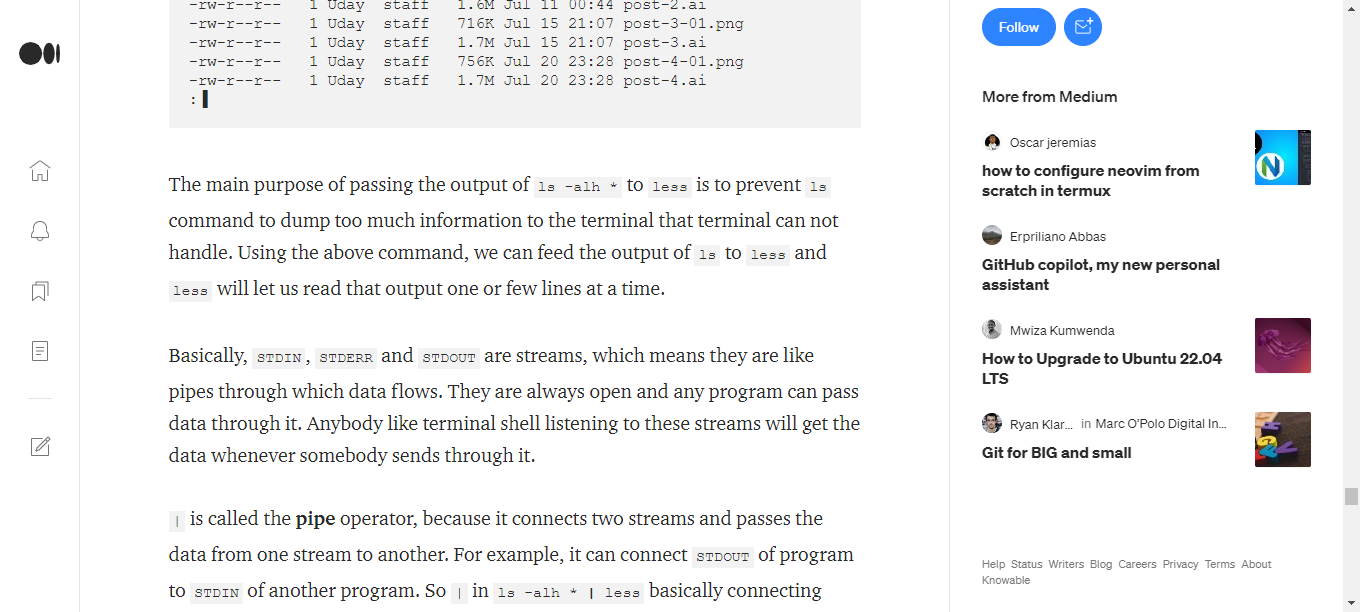 -rw-r--r-- 1 Uday staff 1.6M Jul 11 00:44 post-2.ai
-rw-r--r-- 1 Uday staff 716K Jul 15 21:07 post-3-01.png
-rw-r--r-- 1 Uday staff 1.7M Jul 15 21:07 post-3.ai
-rw-r--r-- 1 Uday staff 756K Jul 20 23:28 post-4-01.png
-rw-r--r-- 1 Uday staff 1.7M Jul 20 23:28 post-4.ai
:
The main purpose of passing the output of ls -alh * to less is to prevent ls
command to dump too much information to the terminal that terminal can not
handle. Using the above command, we can feed the output of ls to less and
less will let us read that output one or few lines at a time.
Basically, STDIN, STDERR and STDOUT are streams, which means they are like
pipes through which data flows. They are always open and any program can pass
data through it. Anybody like terminal shell listening to these streams will get the
data whenever somebody sends through it.
| is called the pipe operator, because it connects two streams and passes the
data from one stream to another. For example, it can connect STDOUT of program
to STDIN of another program. So | in ls -alh * | less basically connecting
Follow
More from Medium
Oscar jeremias
how to configure neovim from
scratch in termux
Erpriliano Abbas
GitHub copilot, my new personal
assistant
Mwiza Kumwenda
How to Upgrade to Ubuntu 22.04
LTS
Ryan Klar... in Marc O'Polo Digital In...
Git for BIG and small
Help Status Writers Blog Careers Privacy Terms About
Knowable